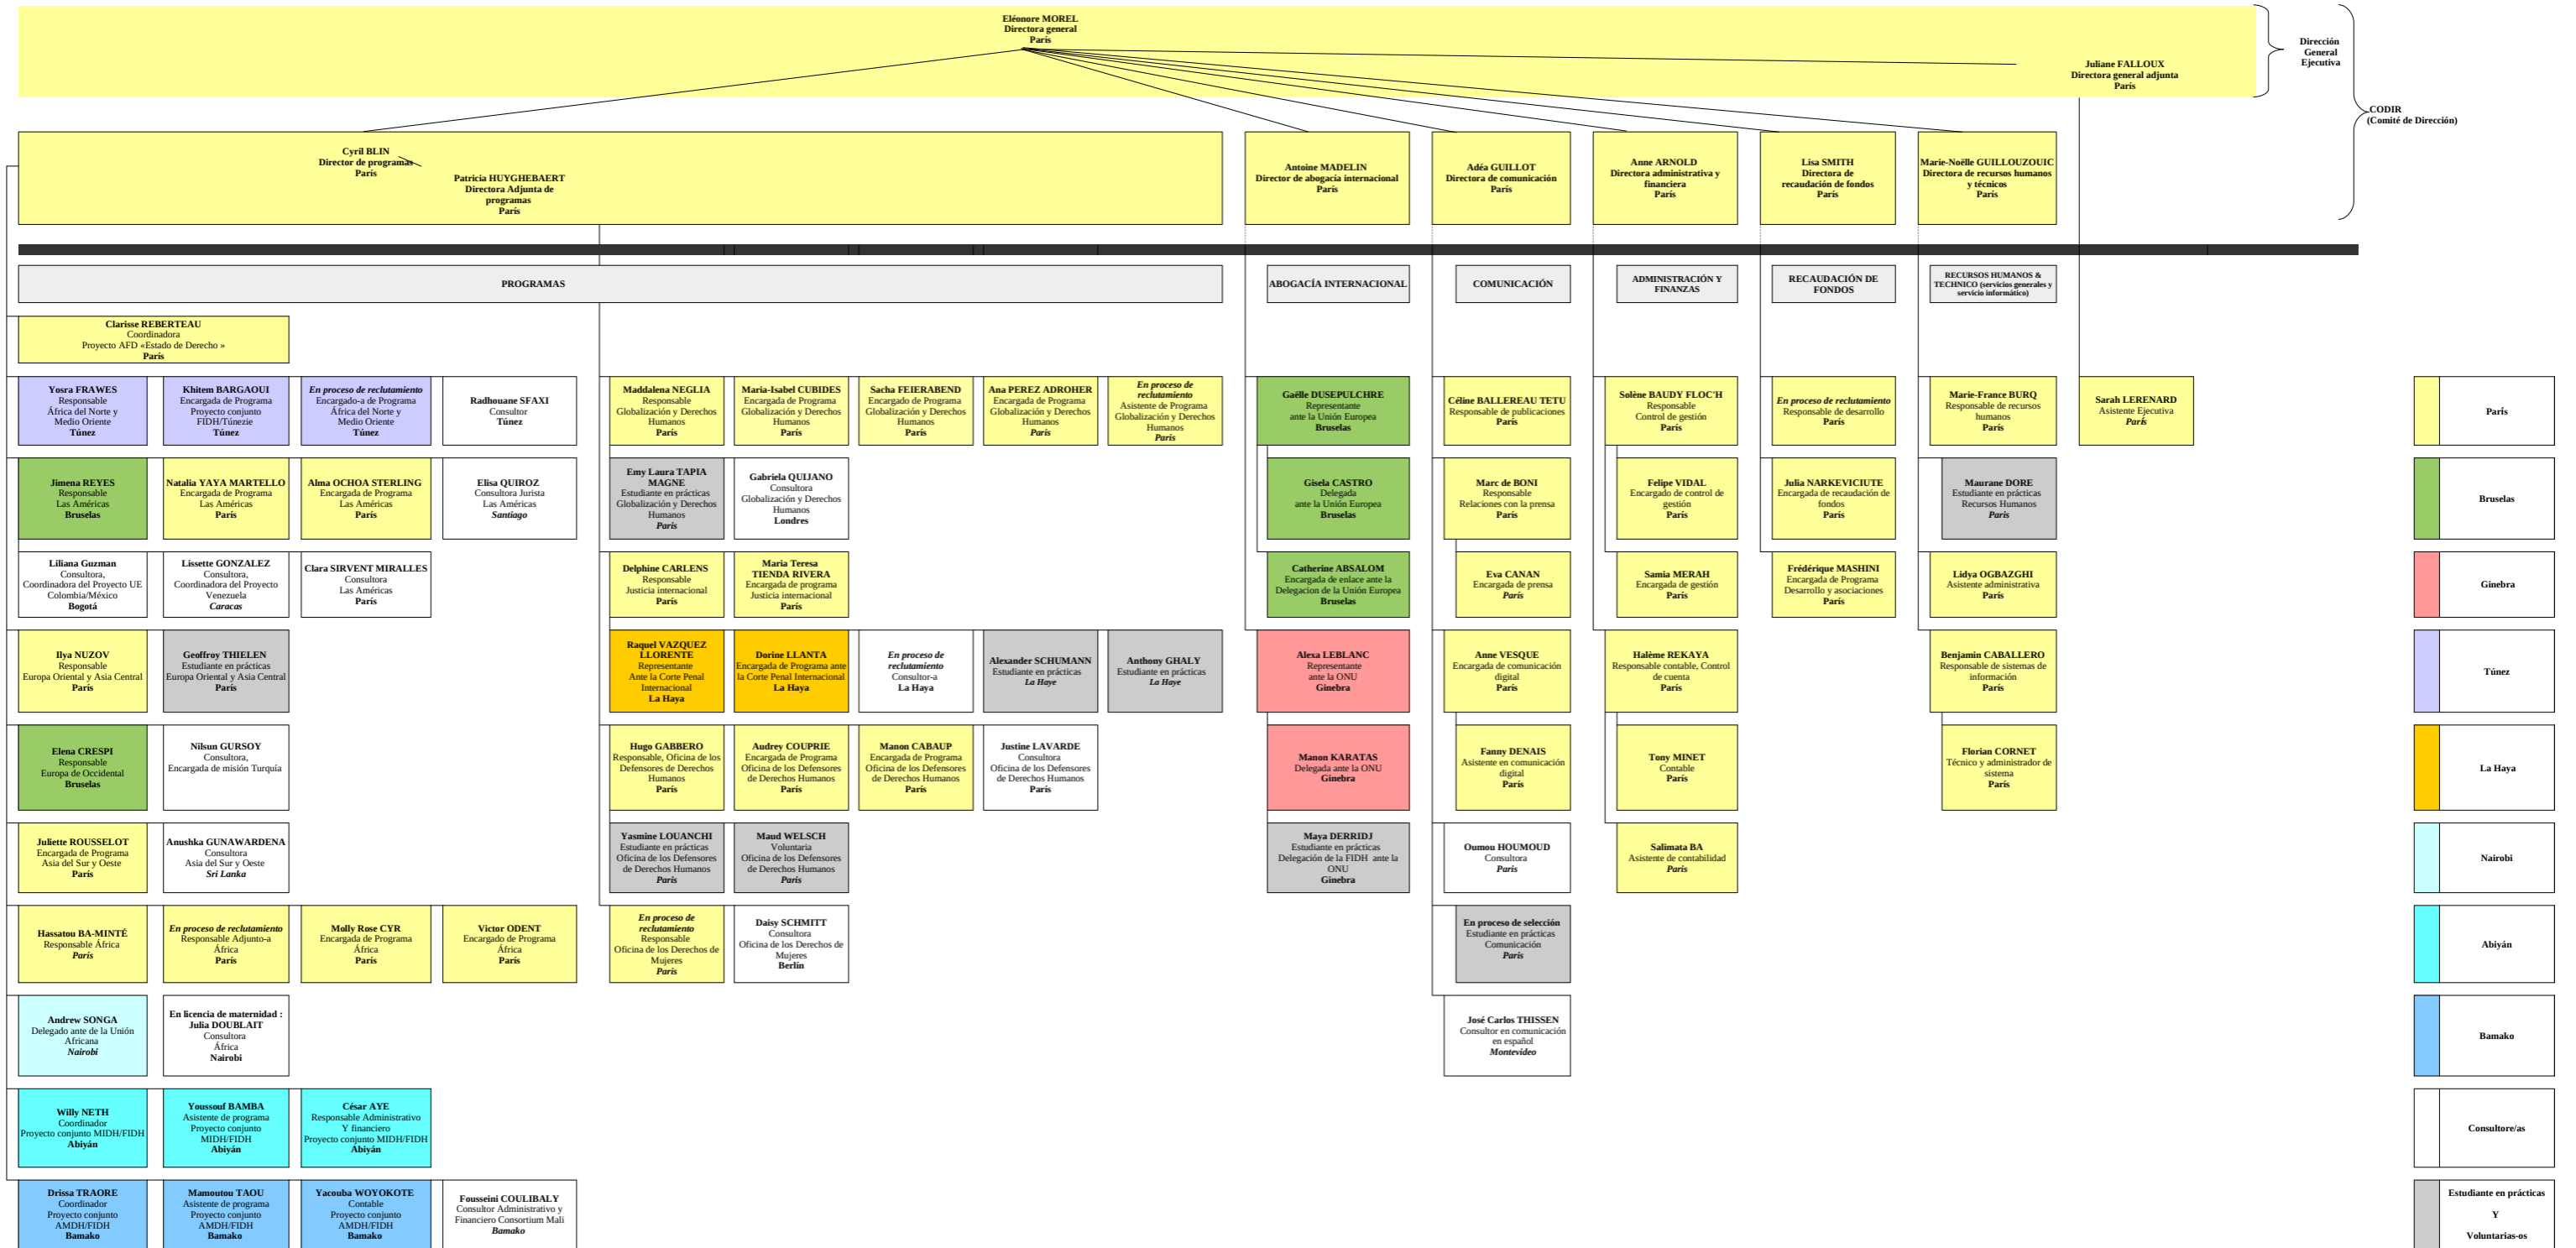 Eléonore MOREL
Directora general
París
Juliane FALLOUX
Directora general adjunta
París
Dirección
General
Ejecutiva
CODIR
(Comité de Dirección)
Cyril BLIN
Director de programas
París
Patricia HUYGHEBAERT
Directora Adjunta de
programas
París
Antoine MADELIN
Director de abogacía internacional
París
Adéa GUILLOT
Directora de comunicación
París
Anne ARNOLD
Directora administrativa y
financiera
París
Lisa SMITH
Directora de
recaudación de fondos
París
Marie-Noëlle GUILLOUZOUIC
Directora de recursos humanos
y técnicos
París
PROGRAMAS
ABOGACÍA INTERNACIONAL
COMUNICACIÓN
ADMINISTRACIÓN Y
FINANZAS
RECAUDACIÓN DE
FONDOS
RECURSOS HUMANOS &
TECHNICO (servicios generales y
servicio informático)
Clarisse REBERTEAU
Coordinadora
Proyecto AFD «Estado de Derecho »
París
Yosra FRAWES
Responsable
África del Norte y
Medio Oriente
Túnez
Khitem BARGAOUI
Encargada de Programa
Proyecto conjunto
FIDH/Túnezie
Túnez
En proceso de reclutamiento
Encargado-a de Programa
África del Norte y
Medio Oriente
Túnez
Radhouane SFAXI
Consultor
Túnez
Maddalena NEGLIA
Responsable
Globalización y Derechos
Humanos
París
María-Isabel CUBIDES
Encargada de Programa
Globalización y Derechos
Humanos
París
Sacha FEIERABEND
Encargado de Programa
Globalización y Derechos
Humanos
París
Ana PEREZ ADROHER
Encargada de Programa
Globalización y Derechos
Humanos
París
En proceso de
reclutamiento
Asistente de Programa
Globalización y Derechos
Humanos
París
Gaëlle DUSEPULCHRE
Representante
ante la Unión Europea
Bruselas
Céline BALLEREAU TETU
Responsable de publicaciones
París
Solène BAUDY FLOC'H
Responsable
Control de gestión
París
En proceso de reclutamiento
Responsable de desarrollo
París
Marie-France BURQ
Responsable de recursos
humanos
París
Sarah LERENARD
Asistente Ejecutiva
París
París
Jimena REYES
Responsable
Las Américas
Bruselas
Natalia YAYA MARTELLO
Encargada de Programa
Las Américas
París
Alma OCHOA STERLING
Encargada de Programa
Las Américas
París
Elisa QUIROZ
Consultora Jurista
Las Américas
Santiago
Emy Laura TAPIA
MAGNE
Estudiante en prácticas
Globalización y Derechos
Humanos
París
Gabriela QUIJANO
Consultora
Globalización y Derechos
Humanos
Londres
Gisela CASTRO
Delegada
ante la Unión Europea
Bruselas
Marc de BONI
Responsable
Relaciones con la prensa
París
Felipe VIDAL
Encargado de control de
gestión
París
Julia NARKEVICIUTE
Encargada de recaudación de
fondos
París
Maurane DORE
Estudiante en prácticas
Recursos Humanos
París
Bruselas
Liliana Guzman
Consultora,
Coordinadora del Proyecto UE
Colombia/México
Bogotá
Lissette GONZALEZ
Consultora,
Coordinadora del Proyecto
Venezuela
Caracas
Clara SIRVENT MIRALLES
Consultora
Las Américas
París
Delphine CARLENS
Responsable
Justicia internacional
París
Maria Teresa
TIENDA RIVERA
Encargada de programa
Justicia internacional
París
Catherine ABSALOM
Encargada de enlace ante la
Delegacion de la Unión Europea
Bruselas
Eva CANAN
Encargada de prensa
París
Samia MERAH
Encargada de gestión
París
Frédérique MASHINI
Encargada de Programa
Desarrollo y asociaciones
París
Lidya OGBAZGHI
Asistente administrativa
París
Ginebra
Ilya NUZOV
Responsable
Europa Oriental y Asia Central
París
Geoffroy THIELEN
Estudiante en prácticas
Europa Oriental y Asia Central
París
Raquel VAZQUEZ
LLORENTE
Representante
Ante la Corte Penal
Internacional
La Haya
Dorine LLANTA
Encargada de Programa ante
la Corte Penal Internacional
La Haya
En proceso de
reclutamiento
Consultor-a
La Haya
Alexander SCHUMANN
Estudiante en prácticas
La Haye
Anthony GHALY
Estudiante en prácticas
La Haye
Alexa LEBLANC
Representante
ante la ONU
Ginebra
Anne VESQUE
Encargada de comunicación
digital
París
Halème REKAYA
Responsable contable, Control
de cuenta
París
Benjamin CABALLERO
Responsable de sistemas de
información
París
Túnez
Elena CRESPI
Responsable
Europa de Occidental
Bruselas
Nilsun GURSOY
Consultora,
Encargada de misión Turquía
Hugo GABBERO
Responsable, Oficina de los
Defensores de Derechos
Humanos
París
Audrey COUPRIE
Encargada de Programa
Oficina de los Defensores
de Derechos Humanos
París
Manon CABAUP
Encargada de Programa
Oficina de los Defensores
de Derechos Humanos
París
Justine LAVARDE
Consultora
Oficina de los Defensores
de Derechos Humanos
París
Manon KARATAS
Delegada ante la ONU
Ginebra
Fanny DENAIS
Asistente en comunicación
digital
París
Tony MINET
Contable
París
Florian CORNET
Técnico y administrador de
sistema
París
La Haya
Juliette ROUSSELOT
Encargada de Programa
Asia del Sur y Oeste
París
Anushka GUNAWARDENA
Consultora
Asia del Sur y Oeste
Sri Lanka
Yasmine LOUANCHI
Estudiante en prácticas
Oficina de los Defensores
de Derechos Humanos
París
Maud WELSCH
Voluntaria
Oficina de los Defensores
de Derechos Humanos
París
Maya DERRIDJ
Estudiante en prácticas
Delegación de la FIDH ante la
ONU
Ginebra
Oumou HOUMOUD
Consultora
París
Salimata BA
Asistente de contabilidad
París
Nairobi
Hassatou BA-MINTÉ
Responsable África
París
En proceso de reclutamiento
Responsable Adjunto-a
África
París
Molly Rose CYR
Encargada de Programa
África
París
Victor ODENT
Encargado de Programa
África
París
En proceso de
reclutamiento
Responsable
Oficina de los Derechos de
Mujeres
París
Daisy SCHMITT
Consultora
Oficina de los Derechos de
Mujeres
Berlín
En proceso de selección
Estudiante en prácticas
Comunicación
París
Abiyán
Andrew SONGA
Delegado ante de la Unión
Africana
Nairobi
En licencia de maternidad :
Julia DOUBLAIT
Consultora
África
Nairobi
José Carlos THISSEN
Consultor en comunicación
en español
Montevideo
Bamako
Willy NETH
Coordinador
Proyecto conjunto MIDH/FIDH
Abiyán
Youssouf BAMBA
Asistente de programa
Proyecto conjunto
MIDH/FIDH
Abiyán
César AYE
Responsable Administrativo
Y financiero
Proyecto conjunto MIDH/FIDH
Abiyán
Consultore/as
Drissa TRAORE
Coordinador
Proyecto conjunto
AMDH/FIDH
Bamako
Mamoutou TAOU
Asistente de programa
Proyecto conjunto
AMDH/FIDH
Bamako
Yacouba WOYOKOTE
Contable
Proyecto conjunto
AMDH/FIDH
Bamako
Fousseini COULIBALY
Consultor Administrativo y
Financiero Consortium Mali
Bamako
Estudiante en prácticas
Y
Voluntarias-os